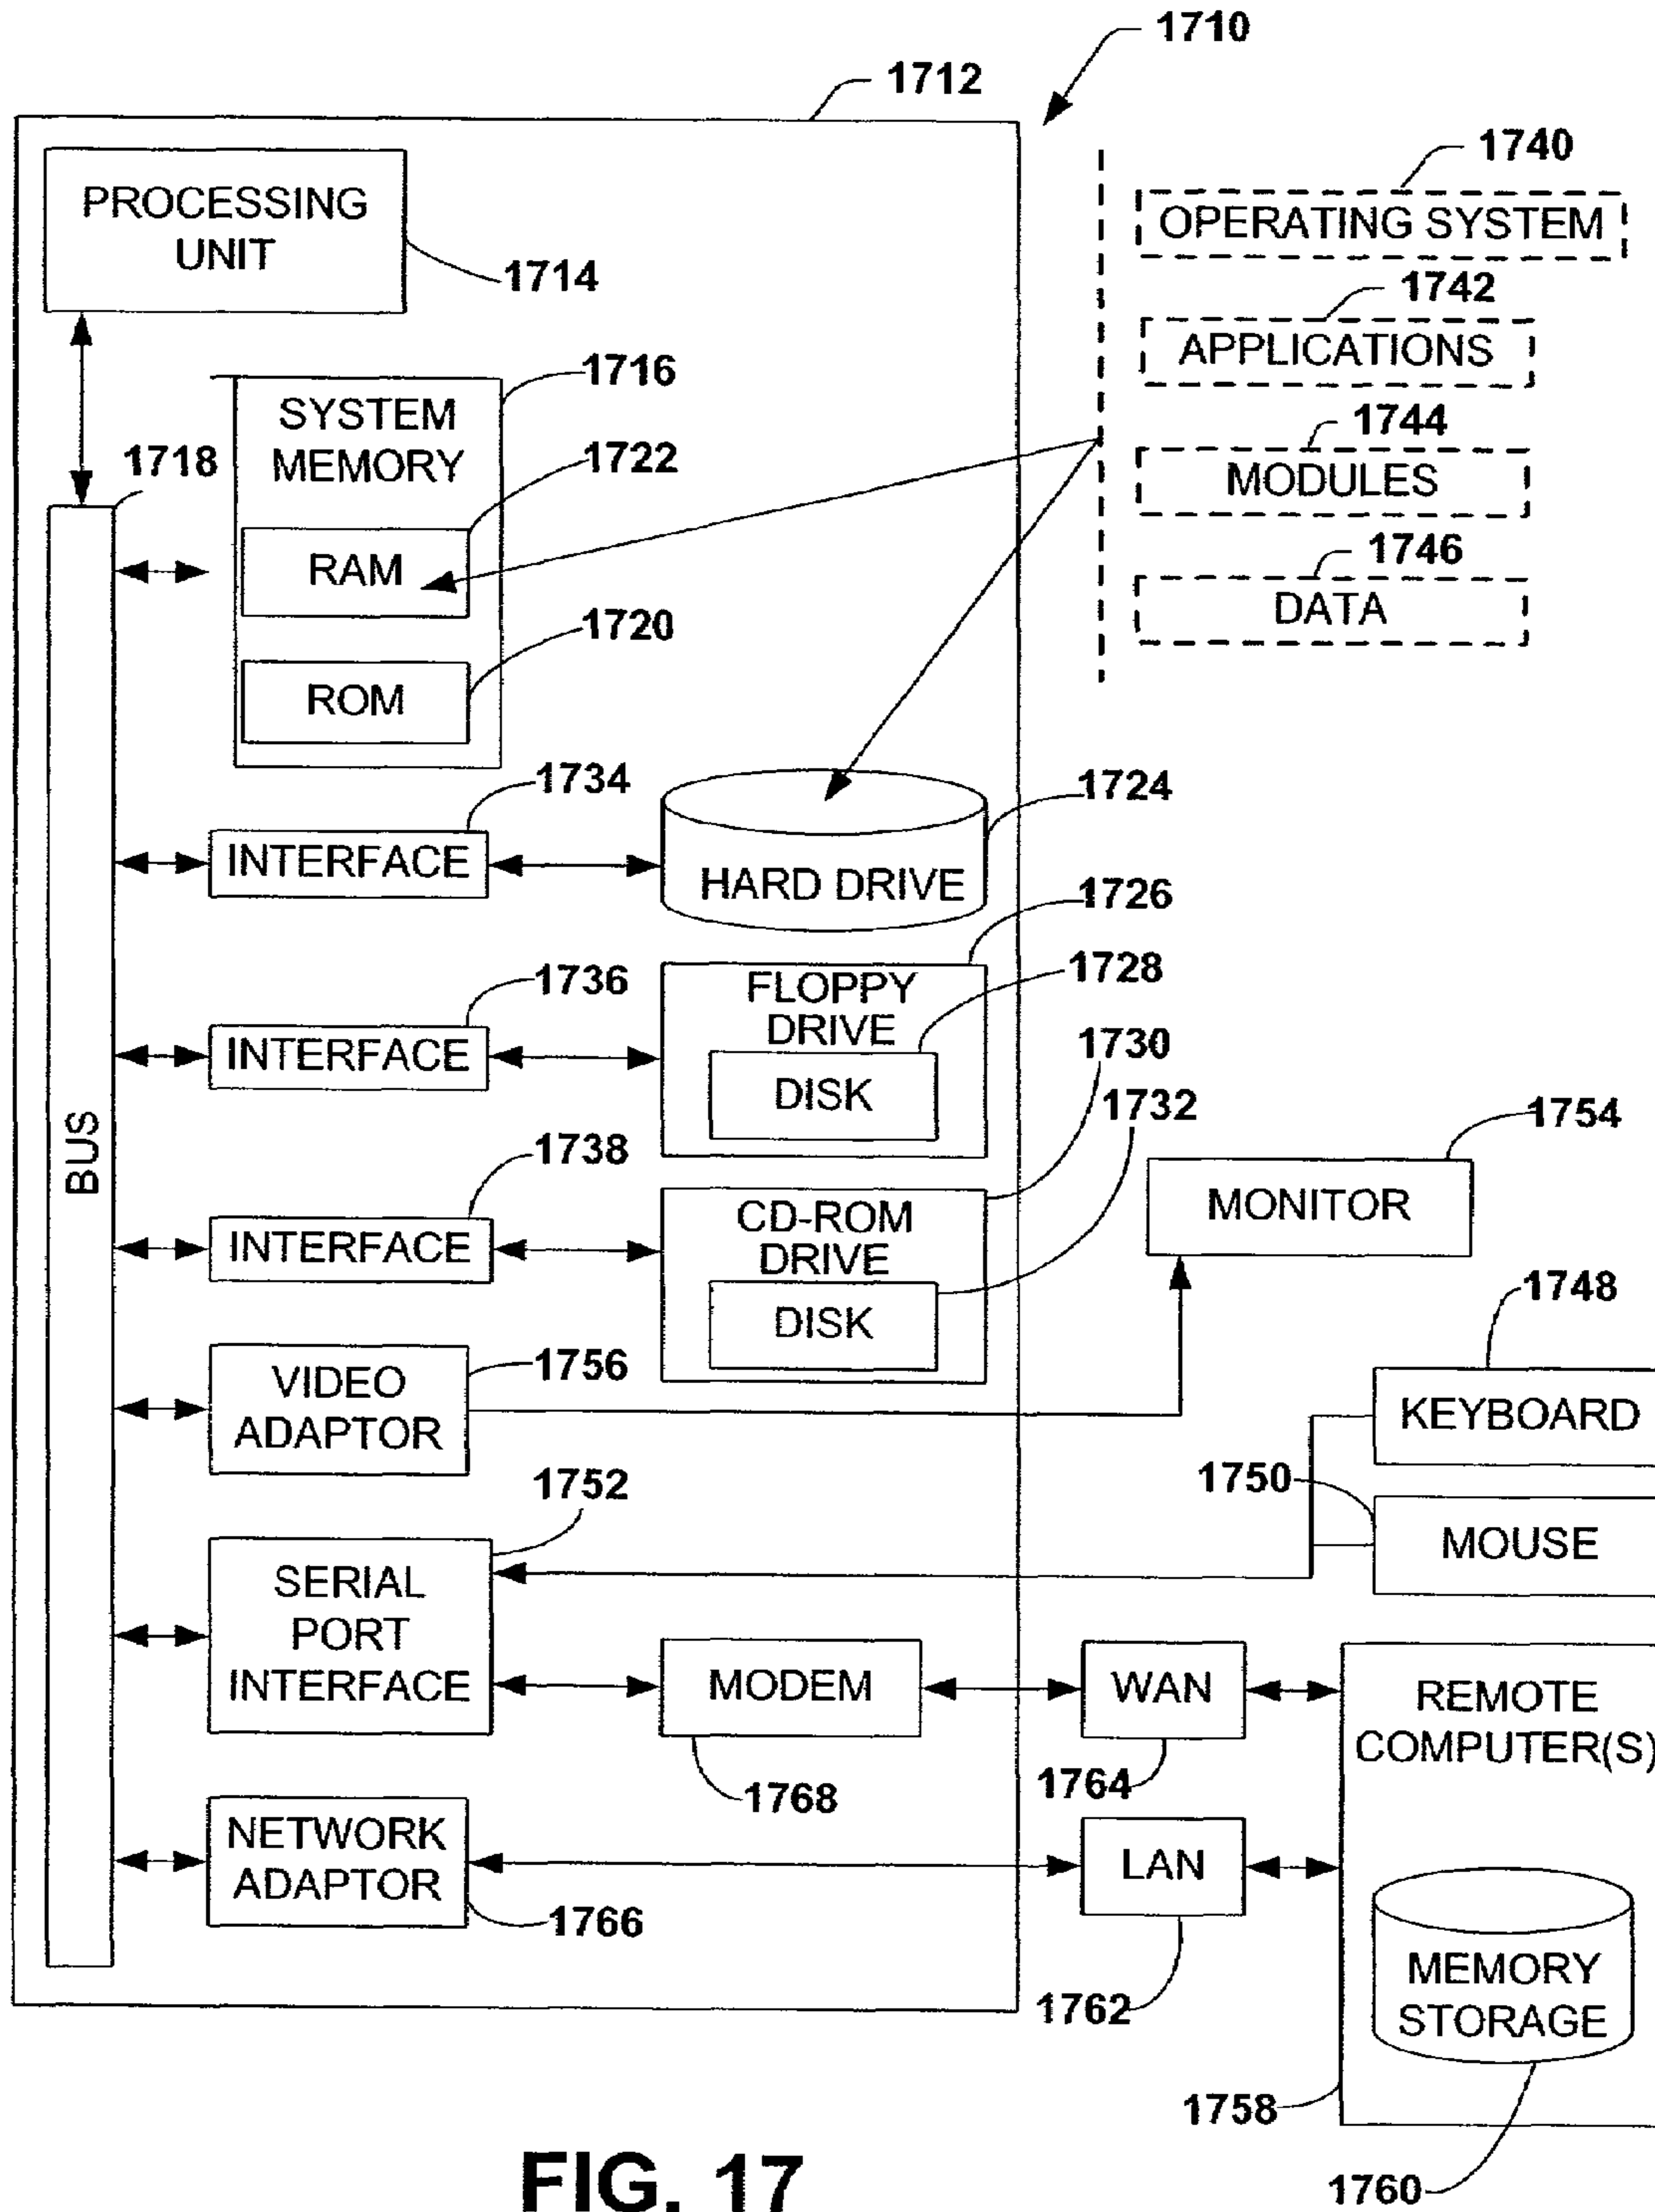 1710
1712
1740
PROCESSING
UNIT
OPERATING SYSTEM
1714
1742
APPLICATIONS
1716
SYSTEM
MEMORY
1744
1718
1722
MODULES
1746
RAM
DATA
1720
ROM
1734
1724
INTERFACE
HARD DRIVE
1726
1736
1728
FLOPPY
DRIVE
INTERFACE
1730
DISK
1732
1754
BUS
1738
MONITOR
CD-ROM
DRIVE
INTERFACE
1748
DISK
1756
VIDEO
ADAPTOR
KEYBOARD
1752
1750
MOUSE
SERIAL
PORT
INTERFACE
MODEM
WAN
REMOTE
COMPUTER(S)
1768
1764
NETWORK
ADAPTOR
LAN
1766
1762
MEMORY
STORAGE
1758
1760
FIG. 17